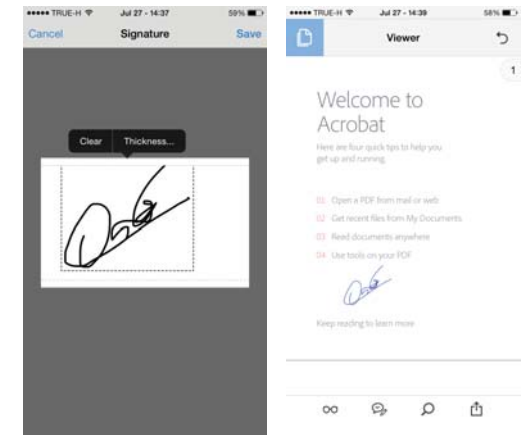 TRUE-H Jul 27 - 14:37 59%
Cancel Signature Save
Clear Thickness...
TRUE-H Jul 27 - 14:39 58%
Viewer
1
Welcome to
Acrobat
Here are four quick tips to help you
get up and running.
01 Open a PDF from mail or web
02 Get recent files from My Documents
03 Read documents anywhere
04 Use tools on your PDF
Keep reading to learn more